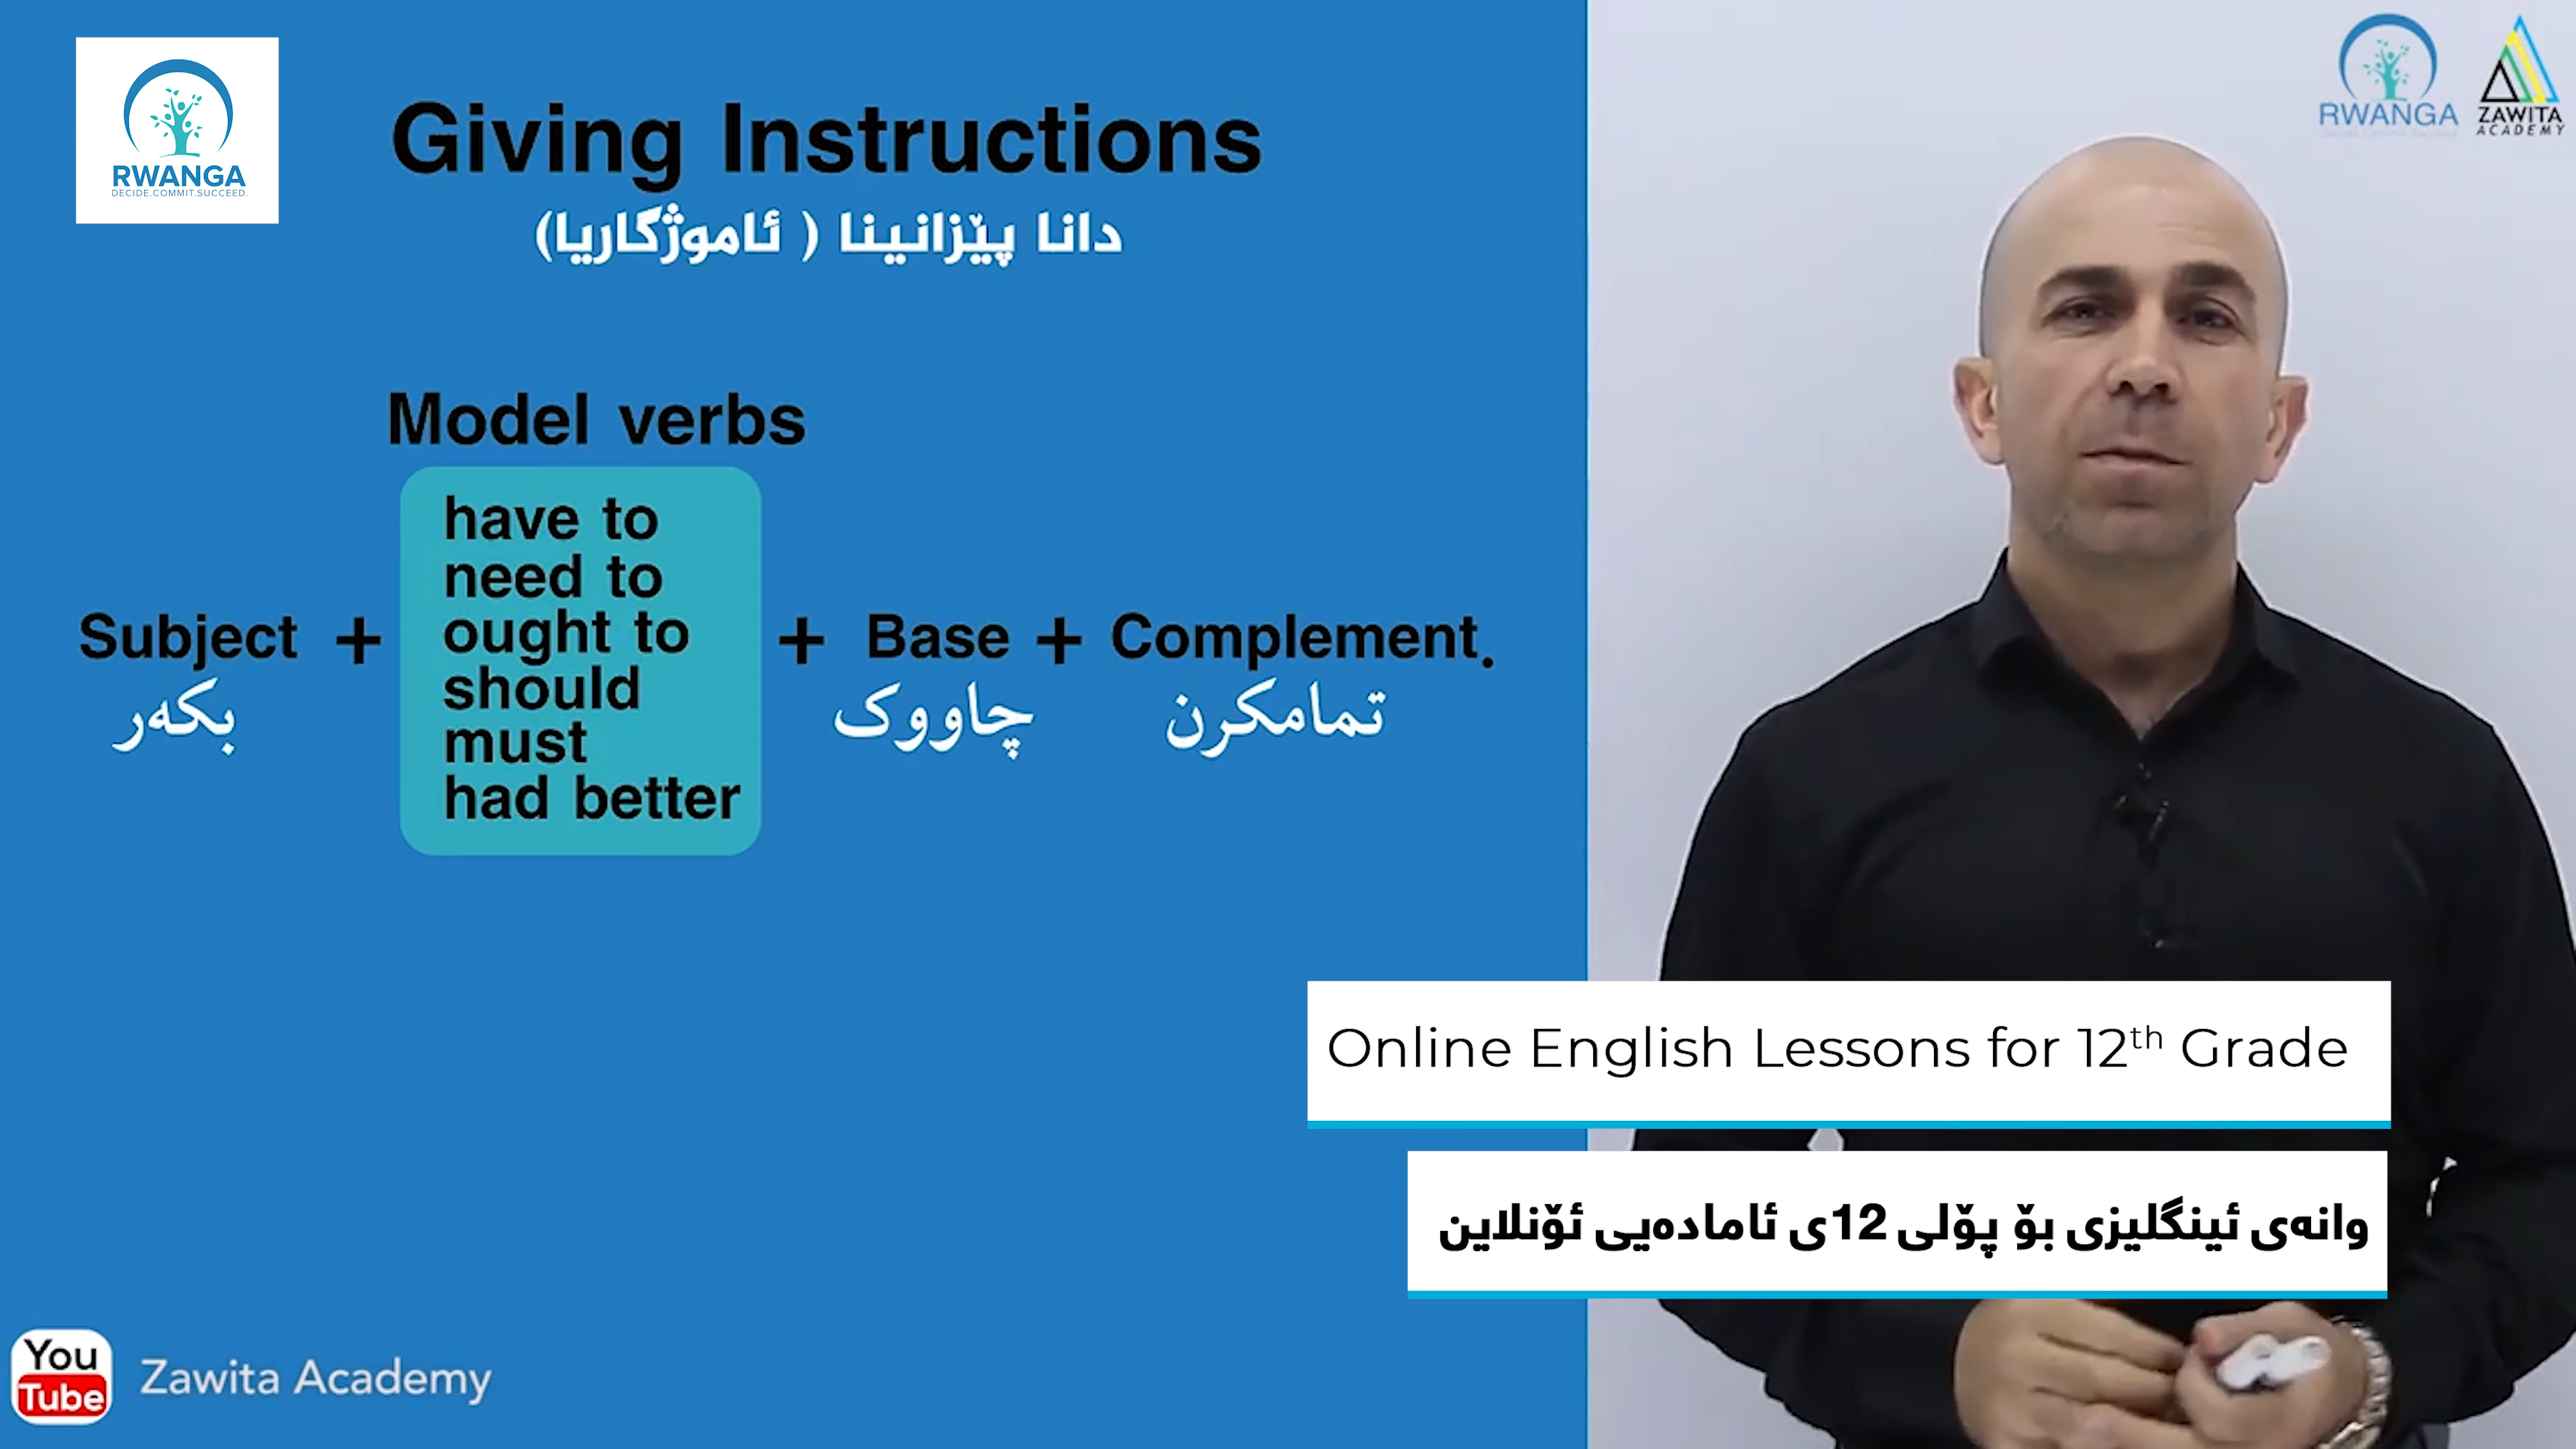 RWANGA
DECIDE.COMMIT.SUCCEED.
Giving Instructions
دانا پێزانینا ( ئاموژگاریا)
Model verbs
have to
need to
ought to
should
must
had better
Subject + + Base + Complement.
بکەر چاووک تمامکرن
RWANGA
ZAWITA
ACADEMY
Online English Lessons for 12th Grade
وانەی ئینگلیزی بۆ پۆلی 12ی ئامادەیی ئۆنلاین
You
Tube
Zawita Academy